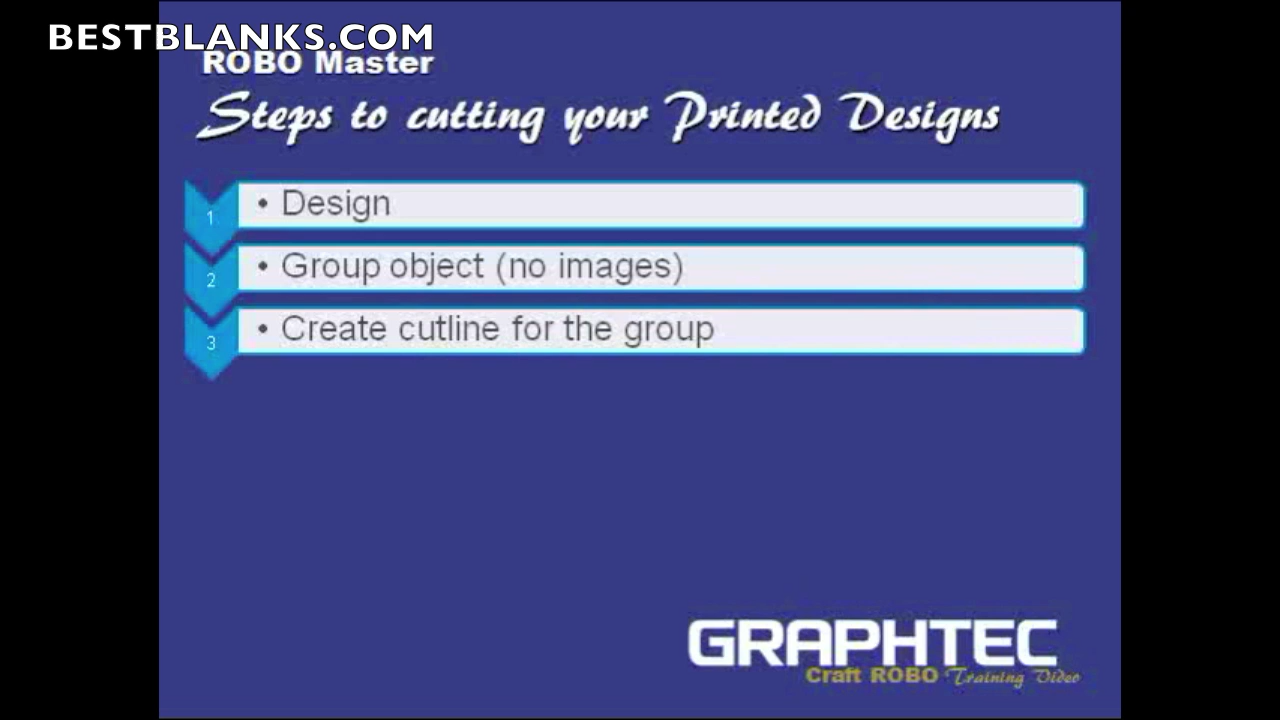 BESTBLANKS.COM
ROBO Master
Steps to cutting your Printed Designs
1 • Design
2 • Group object (no images)
3 • Create cutline for the group
GRAPHTEC
Craft ROBO Training Video